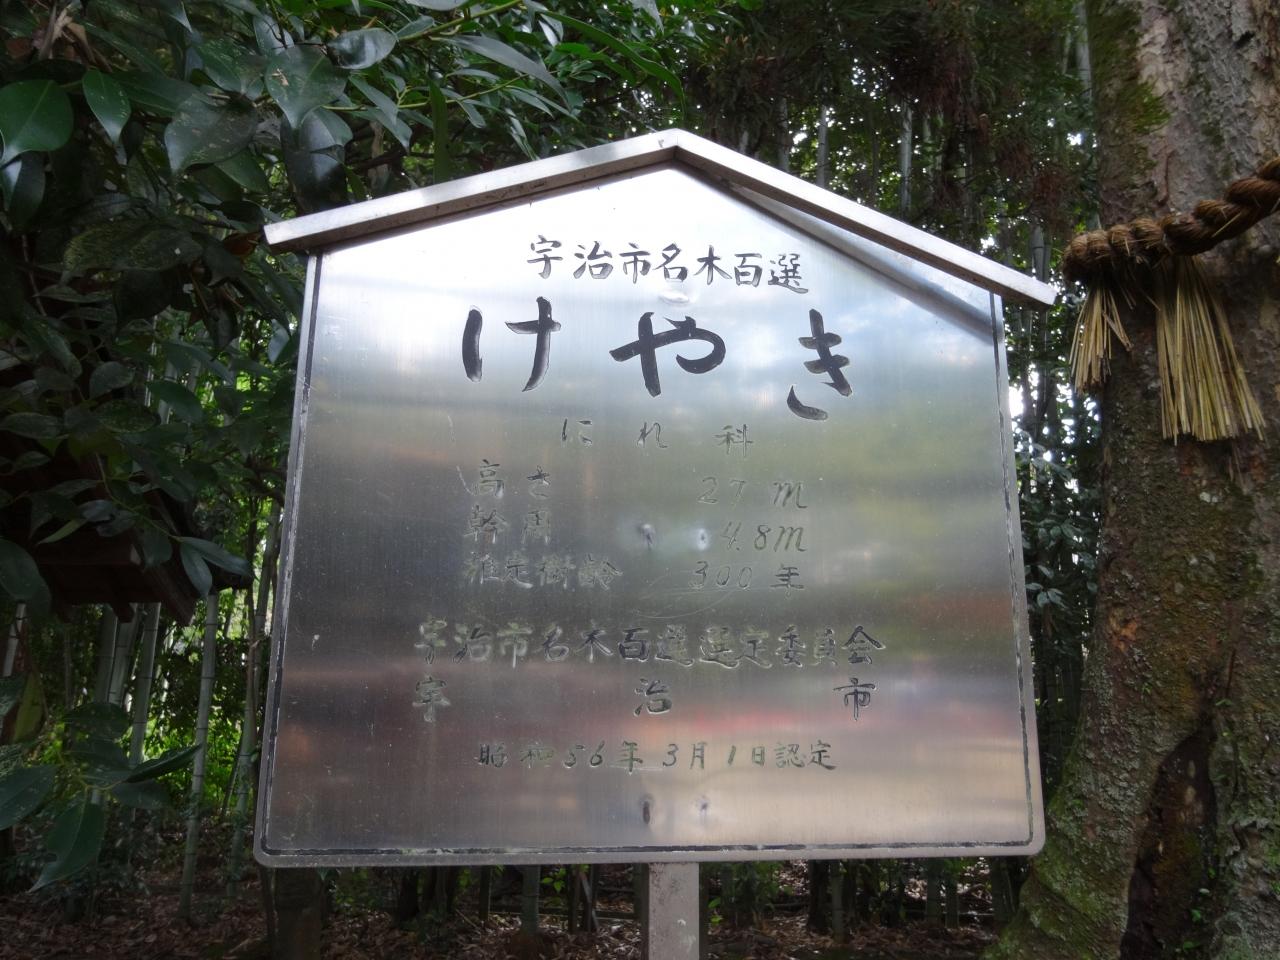 宇治市名木百選
けやき
にれ科
高さ 27m
幹周 4.8m
推定樹齢 300年
宇治市名木百選選定委員会
宇治市
昭和56年3月1日認定